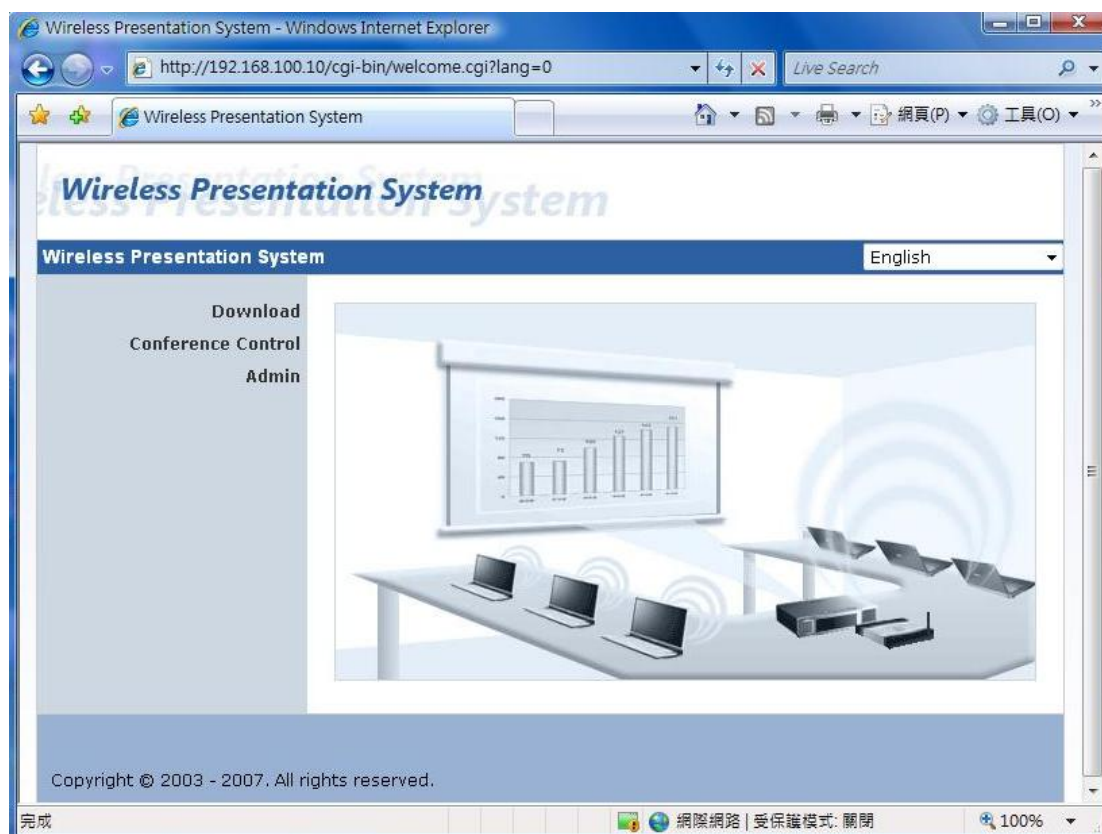 Wireless Presentation System - Windows Internet Explorer
http://192.168.100.10/cgi-bin/welcome.cgi?lang=0
Live Search
Wireless Presentation System
網頁(P)
工具(O)
Wireless Presentation System
Wireless Presentation System
English
Download
Conference Control
Admin
Copyright © 2003 - 2007. All rights reserved.
完成
網際網路 | 受保護模式: 關閉
100%